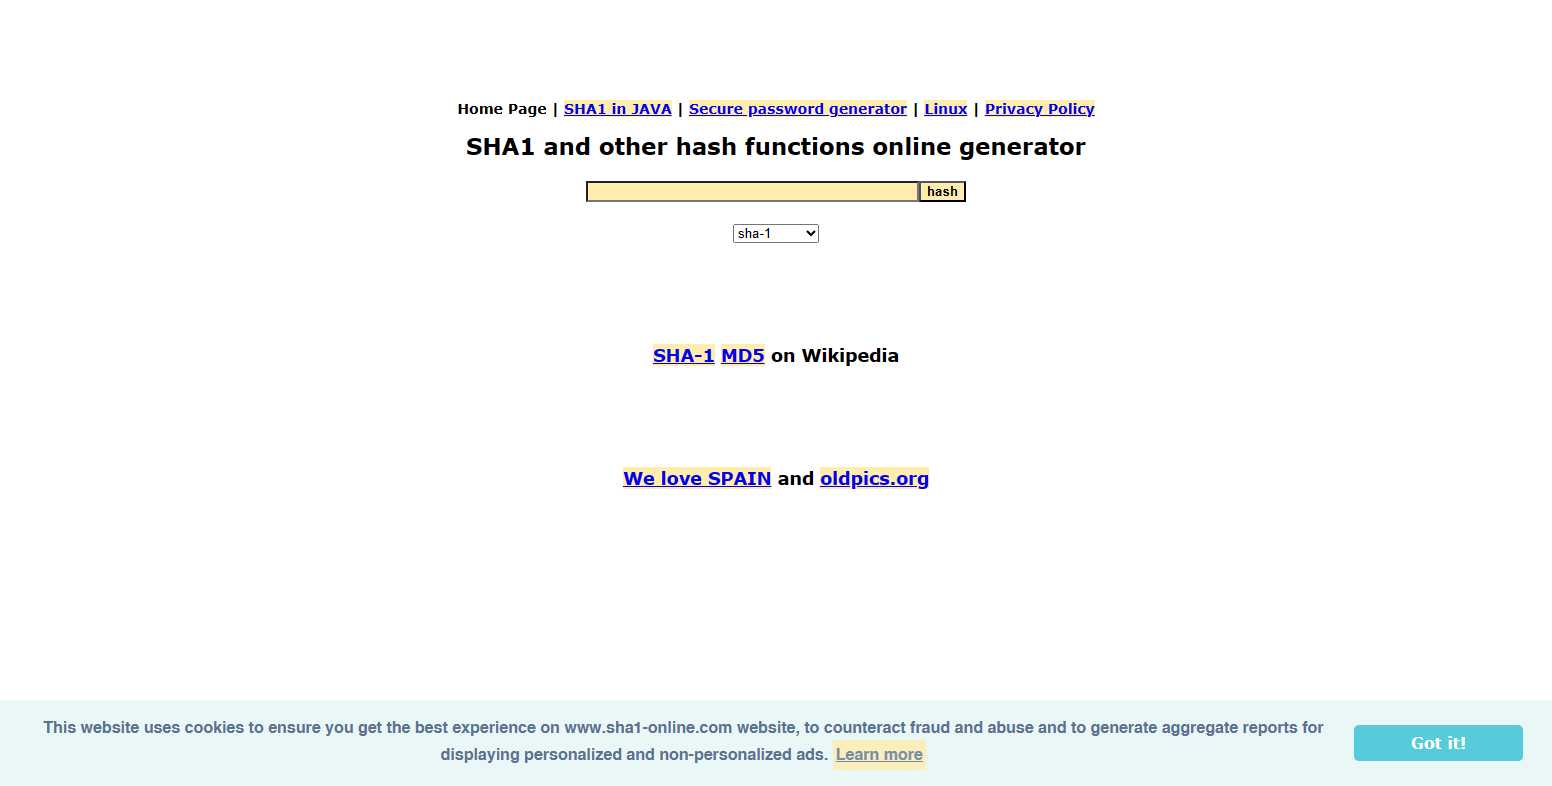 Home Page | SHA1 in JAVA | Secure password generator | Linux | Privacy Policy
SHA1 and other hash functions online generator
hash
sha-1
SHA-1 MD5 on Wikipedia
We love SPAIN and oldpics.org
This website uses cookies to ensure you get the best experience on www.sha1-online.com website, to counteract fraud and abuse and to generate aggregate reports for
displaying personalized and non-personalized ads. Learn more
Got it!